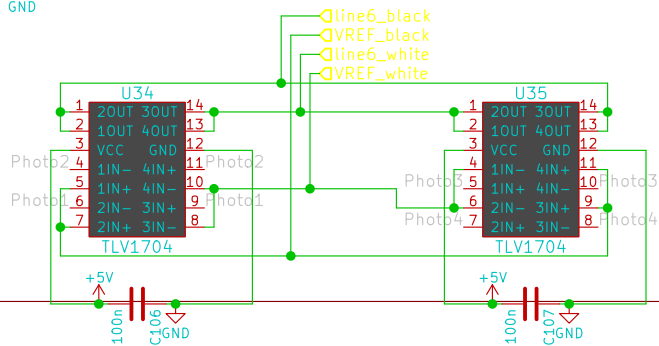 GND
line6_black
VREF_black
line6_white
VREF_white
U34
1 2OUT 3OUT 14
2 1OUT 4OUT 13
3 VCC GND 12
Photo2 4 1IN- 4IN+ 11 Photo2
5 1IN+ 4IN- 10
Photo1 6 2IN- 3IN+ 9 Photo1
7 2IN+ 3IN- 8
TLV1704
U35
1 2OUT 3OUT 14
2 1OUT 4OUT 13
3 VCC GND 12
4 1IN- 4IN+ 11
Photo3 5 1IN+ 4IN- 10 Photo3
6 2IN- 3IN+ 9
Photo4 7 2IN+ 3IN- 8 Photo4
TLV1704
+5V
100n
C106
GND
+5V
100n
C107
GND